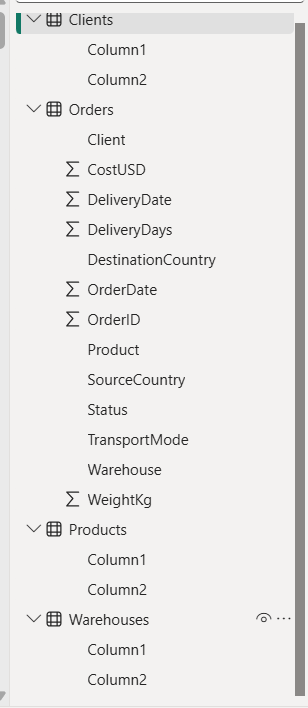 Clients
Column1
Column2
Orders
Client
CostUSD
DeliveryDate
DeliveryDays
DestinationCountry
OrderDate
OrderID
Product
SourceCountry
Status
TransportMode
Warehouse
WeightKg
Products
Column1
Column2
Warehouses
Column1
Column2